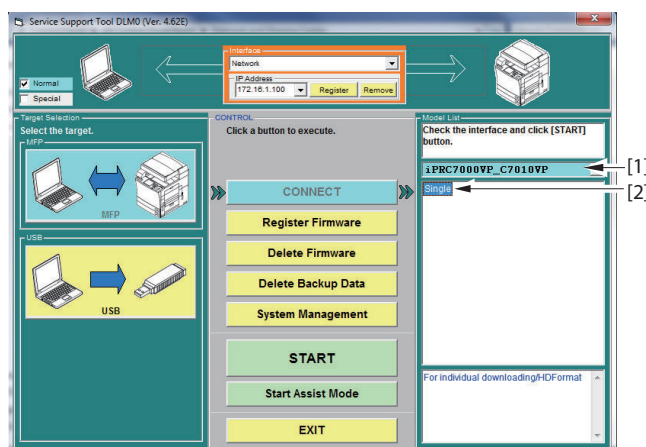 Service Support Tool DLM0 (Ver. 4.62E)
Interface
Network
IP Address
172.16.1.100
Register
Remove
Normal
Special
Target Selection
Select the target.
MFP
MFP
USB
USB
CONTROL
Click a button to execute.
CONNECT
Register Firmware
Delete Firmware
Delete Backup Data
System Management
START
Start Assist Mode
EXIT
Model List
Check the interface and click [START]
button.
iPRC7000VP_C7010VP
[1]
Single
[2]
For individual downloading/HDFormat